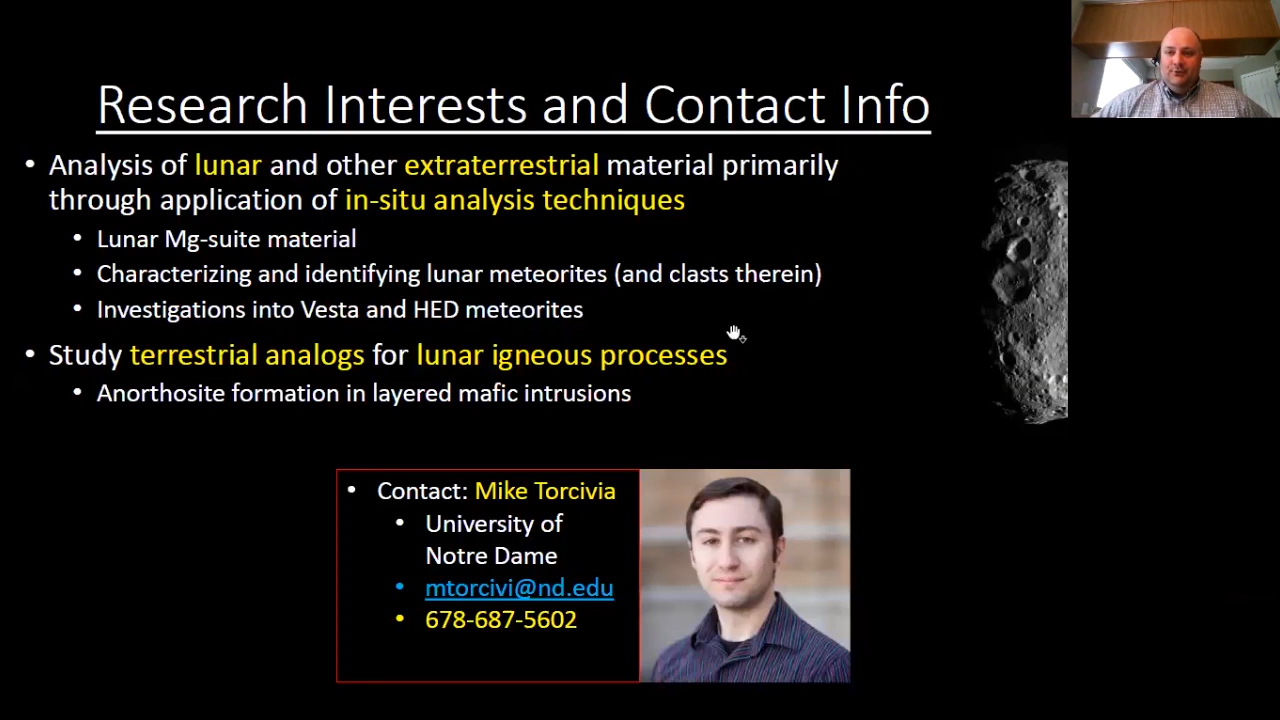 Research Interests and Contact Info
• Analysis of lunar and other extraterrestrial material primarily
through application of in-situ analysis techniques
• Lunar Mg-suite material
• Characterizing and identifying lunar meteorites (and clasts therein)
• Investigations into Vesta and HED meteorites
• Study terrestrial analogs for lunar igneous processes
• Anorthosite formation in layered mafic intrusions
• Contact: Mike Torcivia
• University of
Notre Dame
• mtorcivi@nd.edu
• 678-687-5602